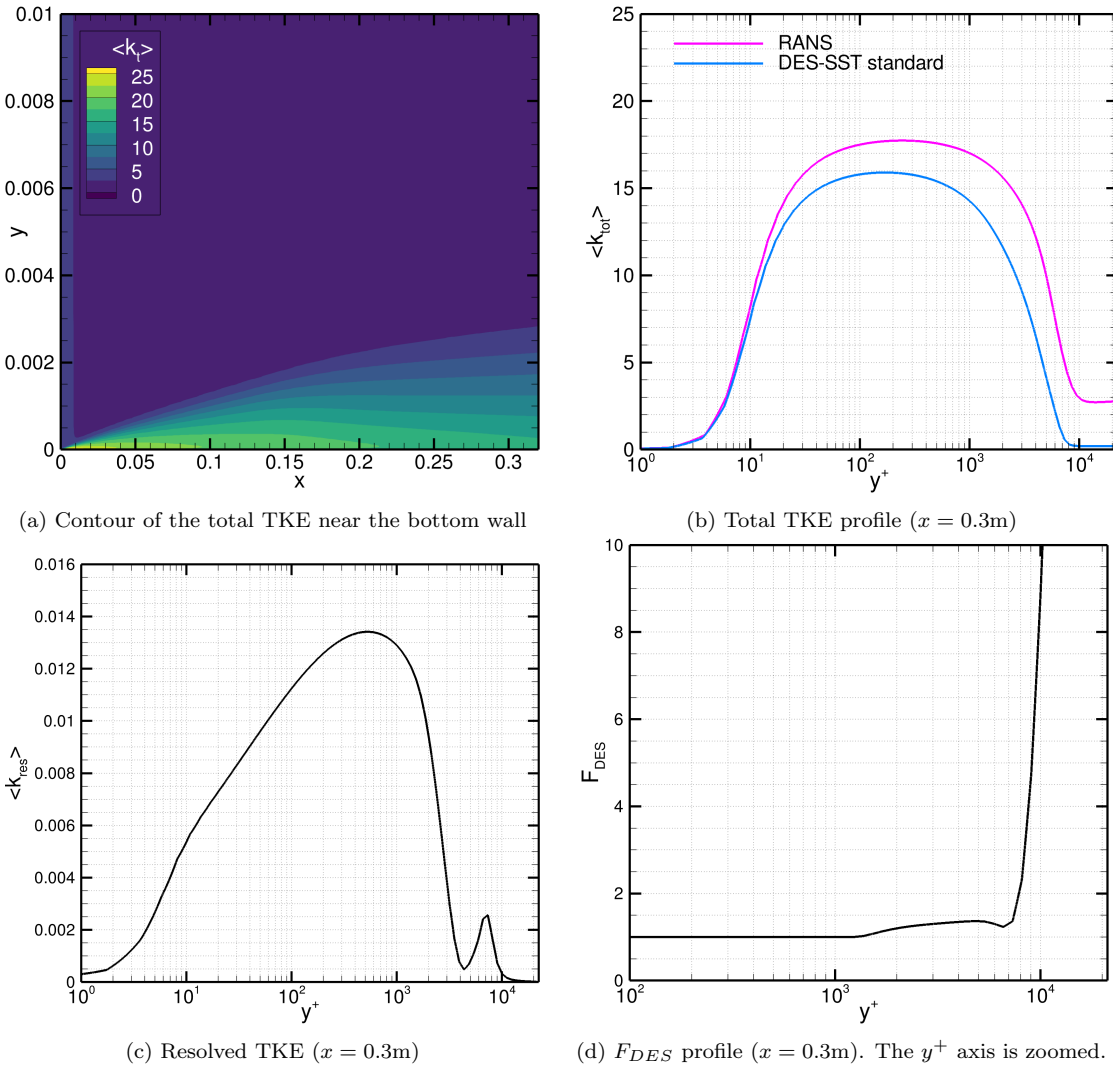 0.01
0.008
0.006
0.004
0.002
0
y
<k_t>
25
20
15
10
5
0
0 0.05 0.1 0.15 0.2 0.25 0.3
x
(a) Contour of the total TKE near the bottom wall
25
20
15
10
5
0
<k_tot>
RANS
DES-SST standard
10^0 10^1 10^2 10^3 10^4
y^+
(b) Total TKE profile (x = 0.3m)
0.016
0.014
0.012
0.01
0.008
0.006
0.004
0.002
0
<k_res>
10^0 10^1 10^2 10^3 10^4
y^+
(c) Resolved TKE (x = 0.3m)
10
8
6
4
2
0
F_DES
10^2 10^3 10^4
y^+
(d) F_DES profile (x = 0.3m). The y^+ axis is zoomed.